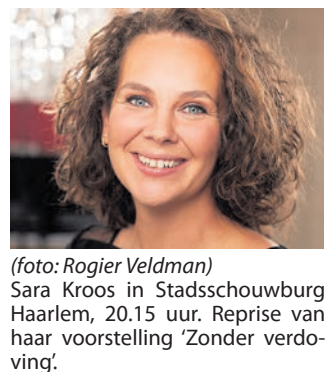 (foto: Rogier Veldman)
Sara Kroos in Stadsschouwburg
Haarlem, 20.15 uur. Reprise van
haar voorstelling ‘Zonder verdo-
ving’.